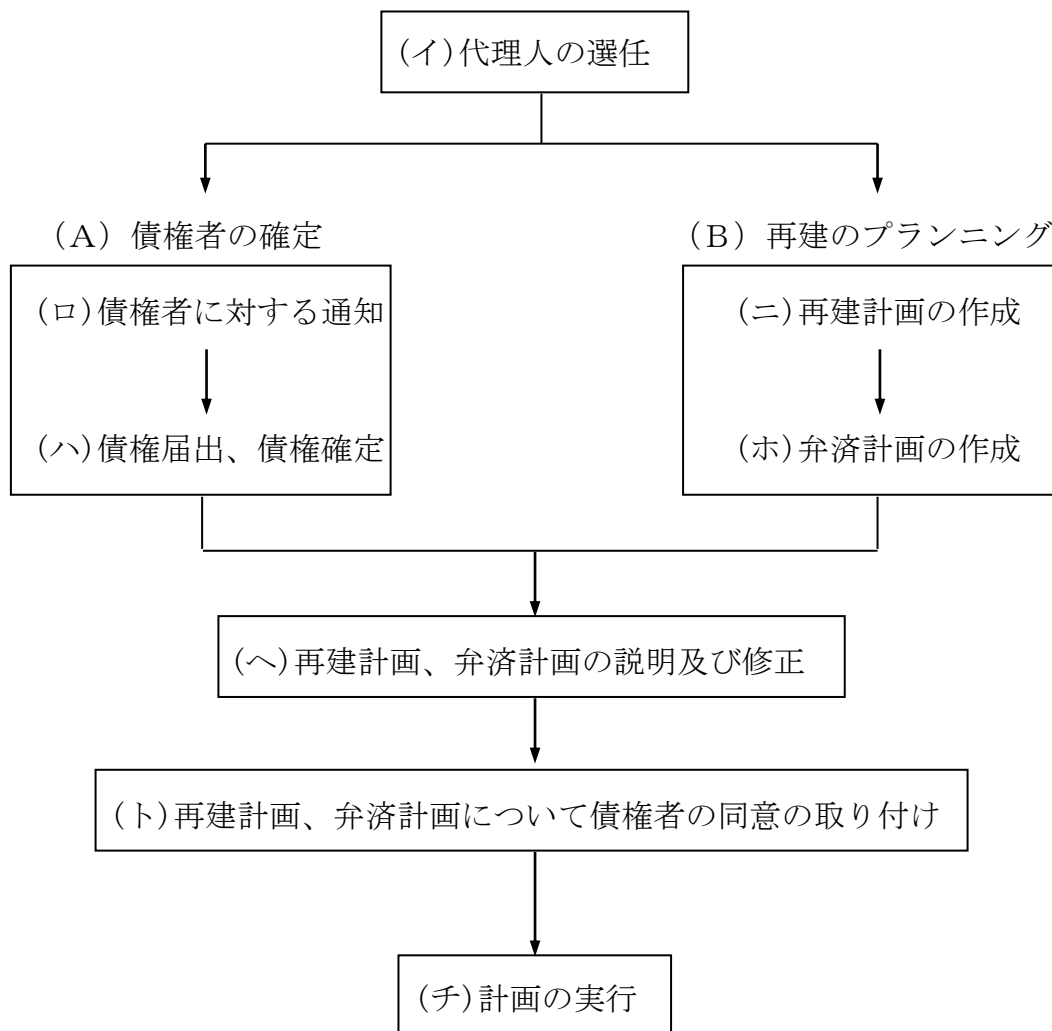 (イ)代理人の選任
(A) 債権者の確定
(B) 再建のプランニング
(ロ)債権者に対する通知
(ハ)債権届出、債権確定
(ニ)再建計画の作成
(ホ)弁済計画の作成
(ヘ)再建計画、弁済計画の説明及び修正
(ト)再建計画、弁済計画について債権者の同意の取り付け
(チ)計画の実行